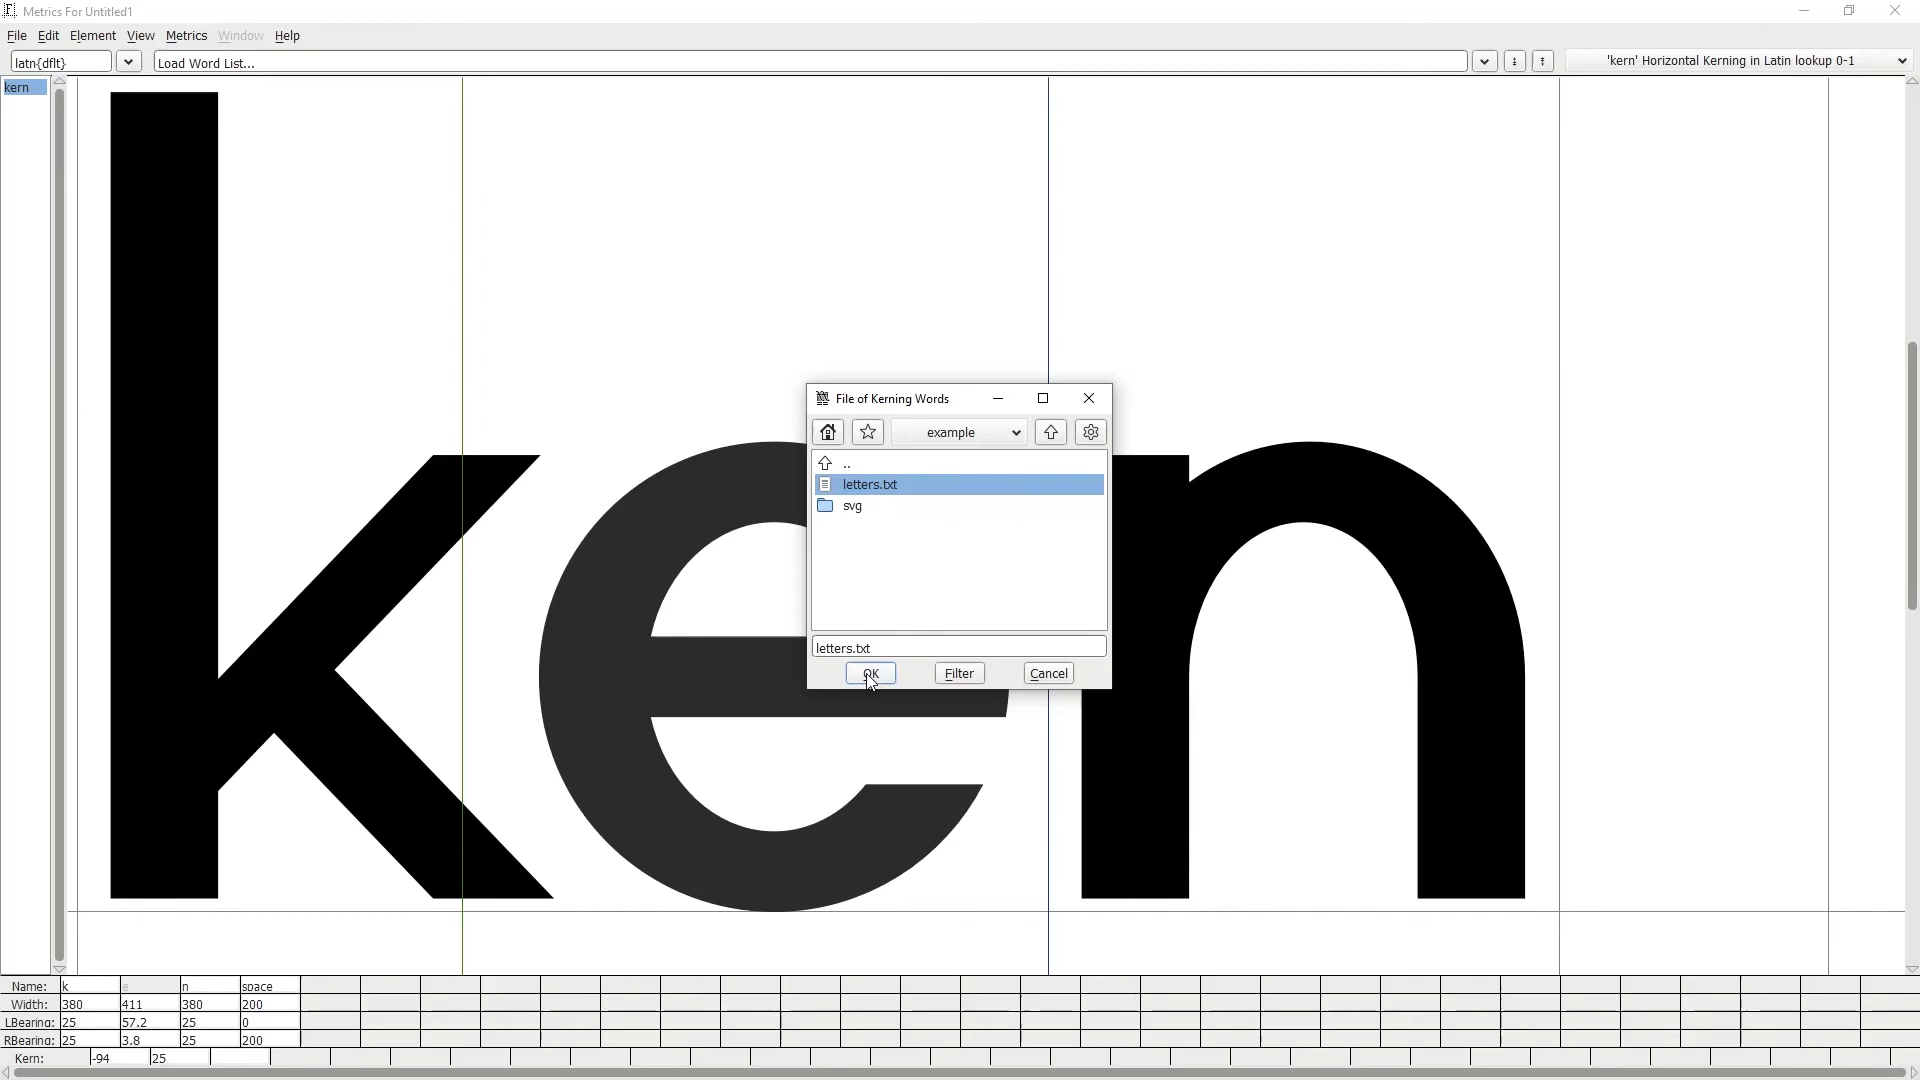 Metrics For Untitled1
File Edit Element View Metrics Window Help
latn{dflt} Load Word List... 'kern' Horizontal Kerning in Latin lookup 0-1
kern
ken
File of Kerning Words
example
..
letters.txt
svg
letters.txt
OK Filter Cancel
Name: k e n space
Width: 380 411 380 200
LBearing: 25 57.2 25 0
RBearing: 25 3.8 25 200
Kern: -94 25